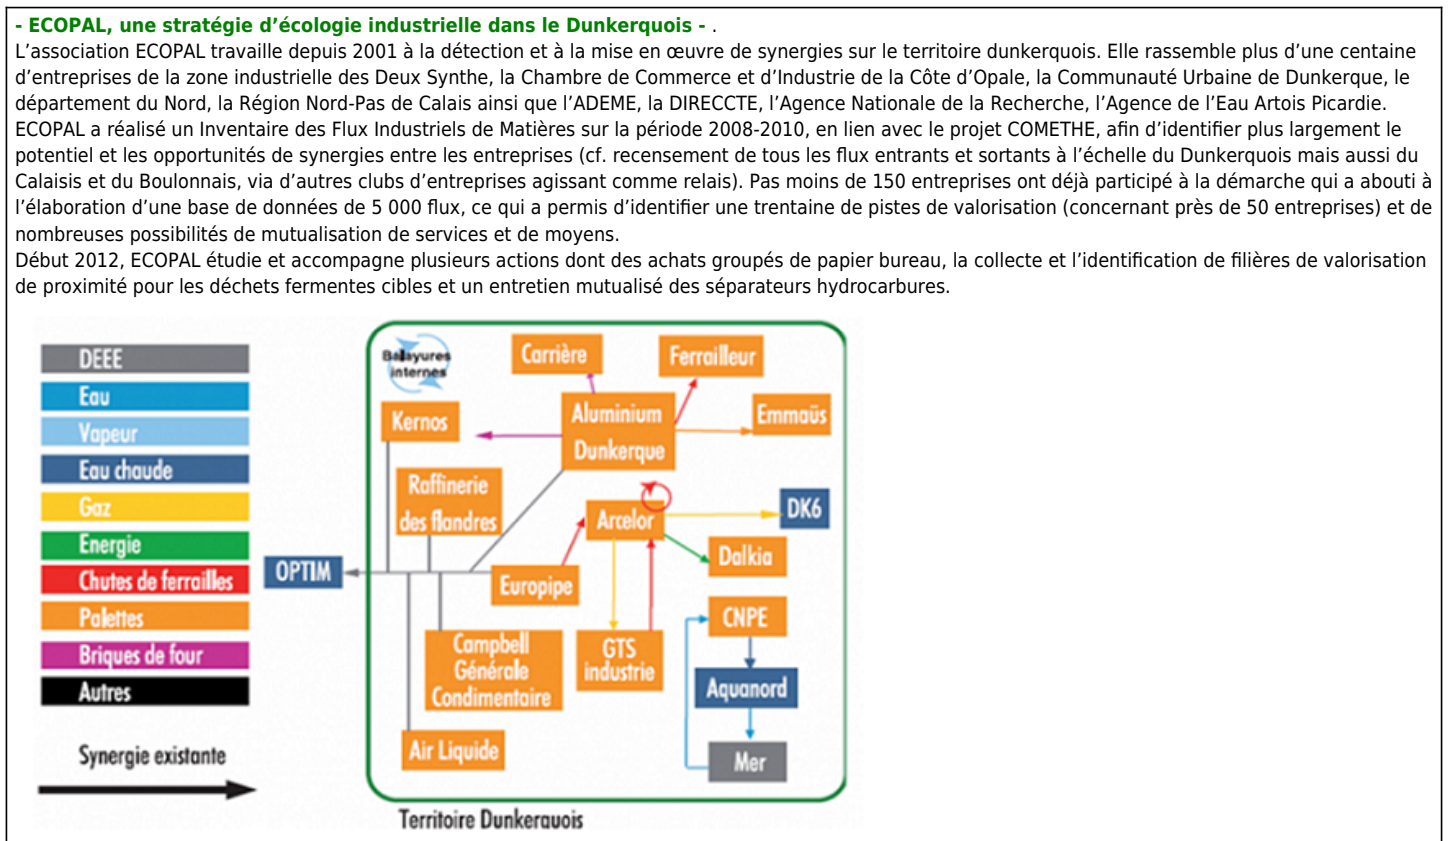 - ECOPAL, une stratégie d’écologie industrielle dans le Dunkerquois - .
L’association ECOPAL travaille depuis 2001 à la détection et à la mise en œuvre de synergies sur le territoire dunkerquois. Elle rassemble plus d’une centaine
d’entreprises de la zone industrielle des Deux Synthe, la Chambre de Commerce et d’Industrie de la Côte d’Opale, la Communauté Urbaine de Dunkerque, le
département du Nord, la Région Nord-Pas de Calais ainsi que l’ADEME, la DIRECCTE, l’Agence Nationale de la Recherche, l’Agence de l’Eau Artois Picardie.
ECOPAL a réalisé un Inventaire des Flux Industriels de Matières sur la période 2008-2010, en lien avec le projet COMETHE, afin d’identifier plus largement le
potentiel et les opportunités de synergies entre les entreprises (cf. recensement de tous les flux entrants et sortants à l’échelle du Dunkerquois mais aussi du
Calaisis et du Boulonnais, via d’autres clubs d’entreprises agissant comme relais). Pas moins de 150 entreprises ont déjà participé à la démarche qui a abouti à
l’élaboration d’une base de données de 5 000 flux, ce qui a permis d’identifier une trentaine de pistes de valorisation (concernant près de 50 entreprises) et de
nombreuses possibilités de mutualisation de services et de moyens.
Début 2012, ECOPAL étudie et accompagne plusieurs actions dont des achats groupés de papier bureau, la collecte et l’identification de filières de valorisation
de proximité pour les déchets fermentes cibles et un entretien mutualisé des séparateurs hydrocarbures.
DEEE
Eau
Vapeur
Eau chaude
Gaz
Energie
Chutes de ferrailles
Palettes
Briques de four
Autres
Synergie existante
OPTIM
Balayures
internes
Carrière
Ferrailleur
Kernos
Aluminium
Dunkerque
Emmaüs
Raffinerie
des flandres
Arcelor
DK6
Dalkia
Europipe
CNPE
Campbell
Générale
Condimentaire
GTS
industrie
Aquanord
Air Liquide
Mer
Territoire Dunkerquois